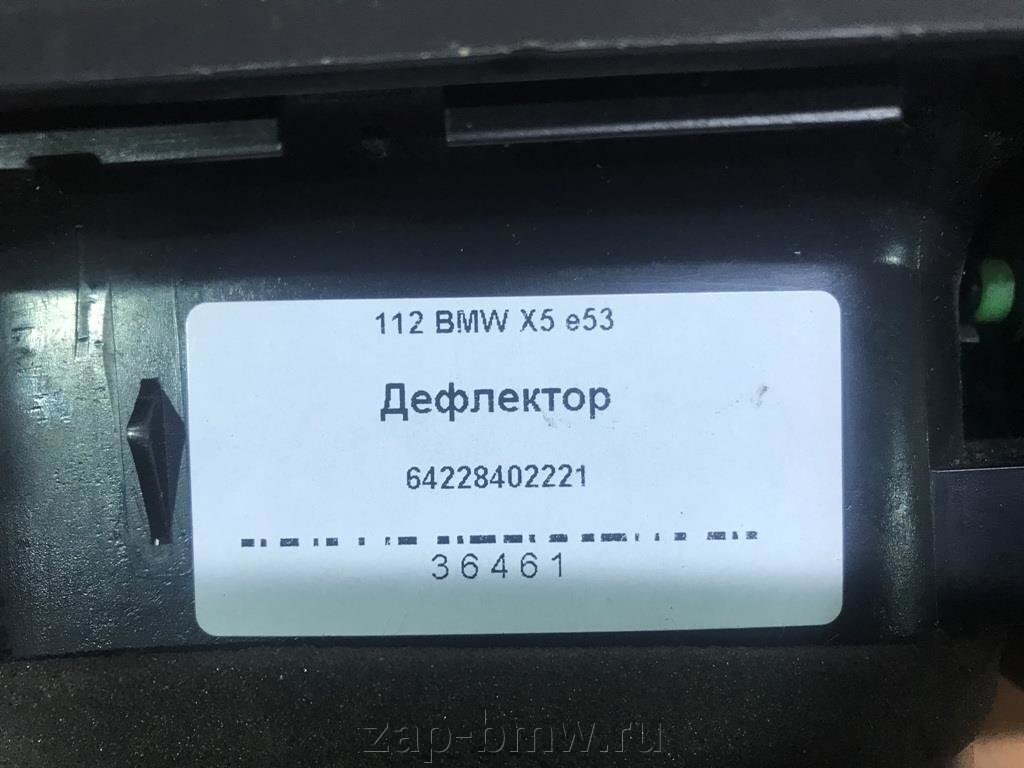 112 BMW X5 e53
Дефлектор
64228402221
36461
zap-bmw.ru